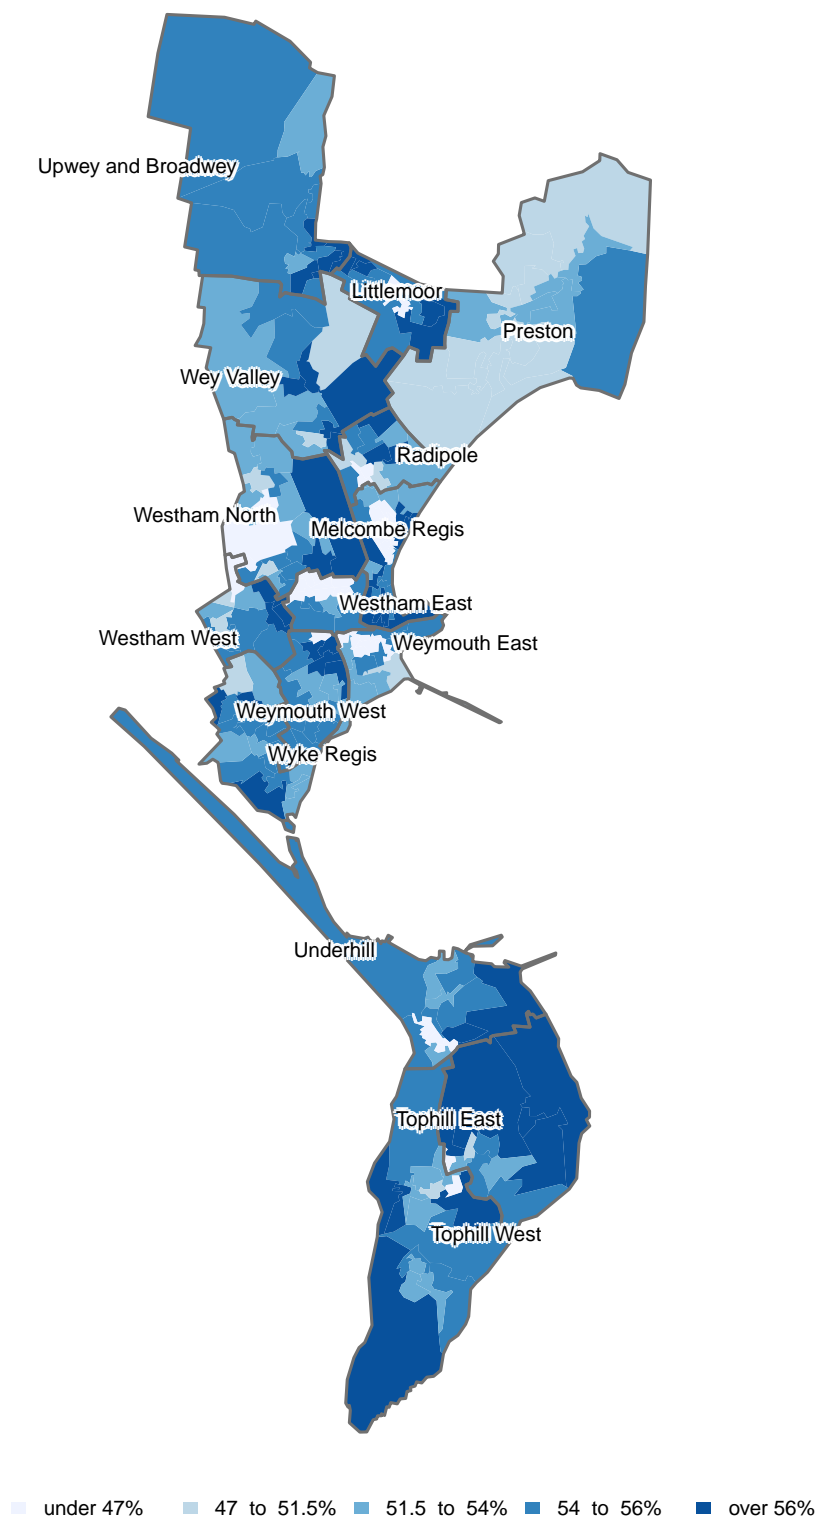 Upwey and Broadwey
Littlemoor
Preston
Wey Valley
Radipole
Westham North
Melcombe Regis
Westham East
Westham West
Weymouth East
Weymouth West
Wyke Regis
Underhill
Tophill East
Tophill West
under 47% 47 to 51.5% 51.5 to 54% 54 to 56% over 56%